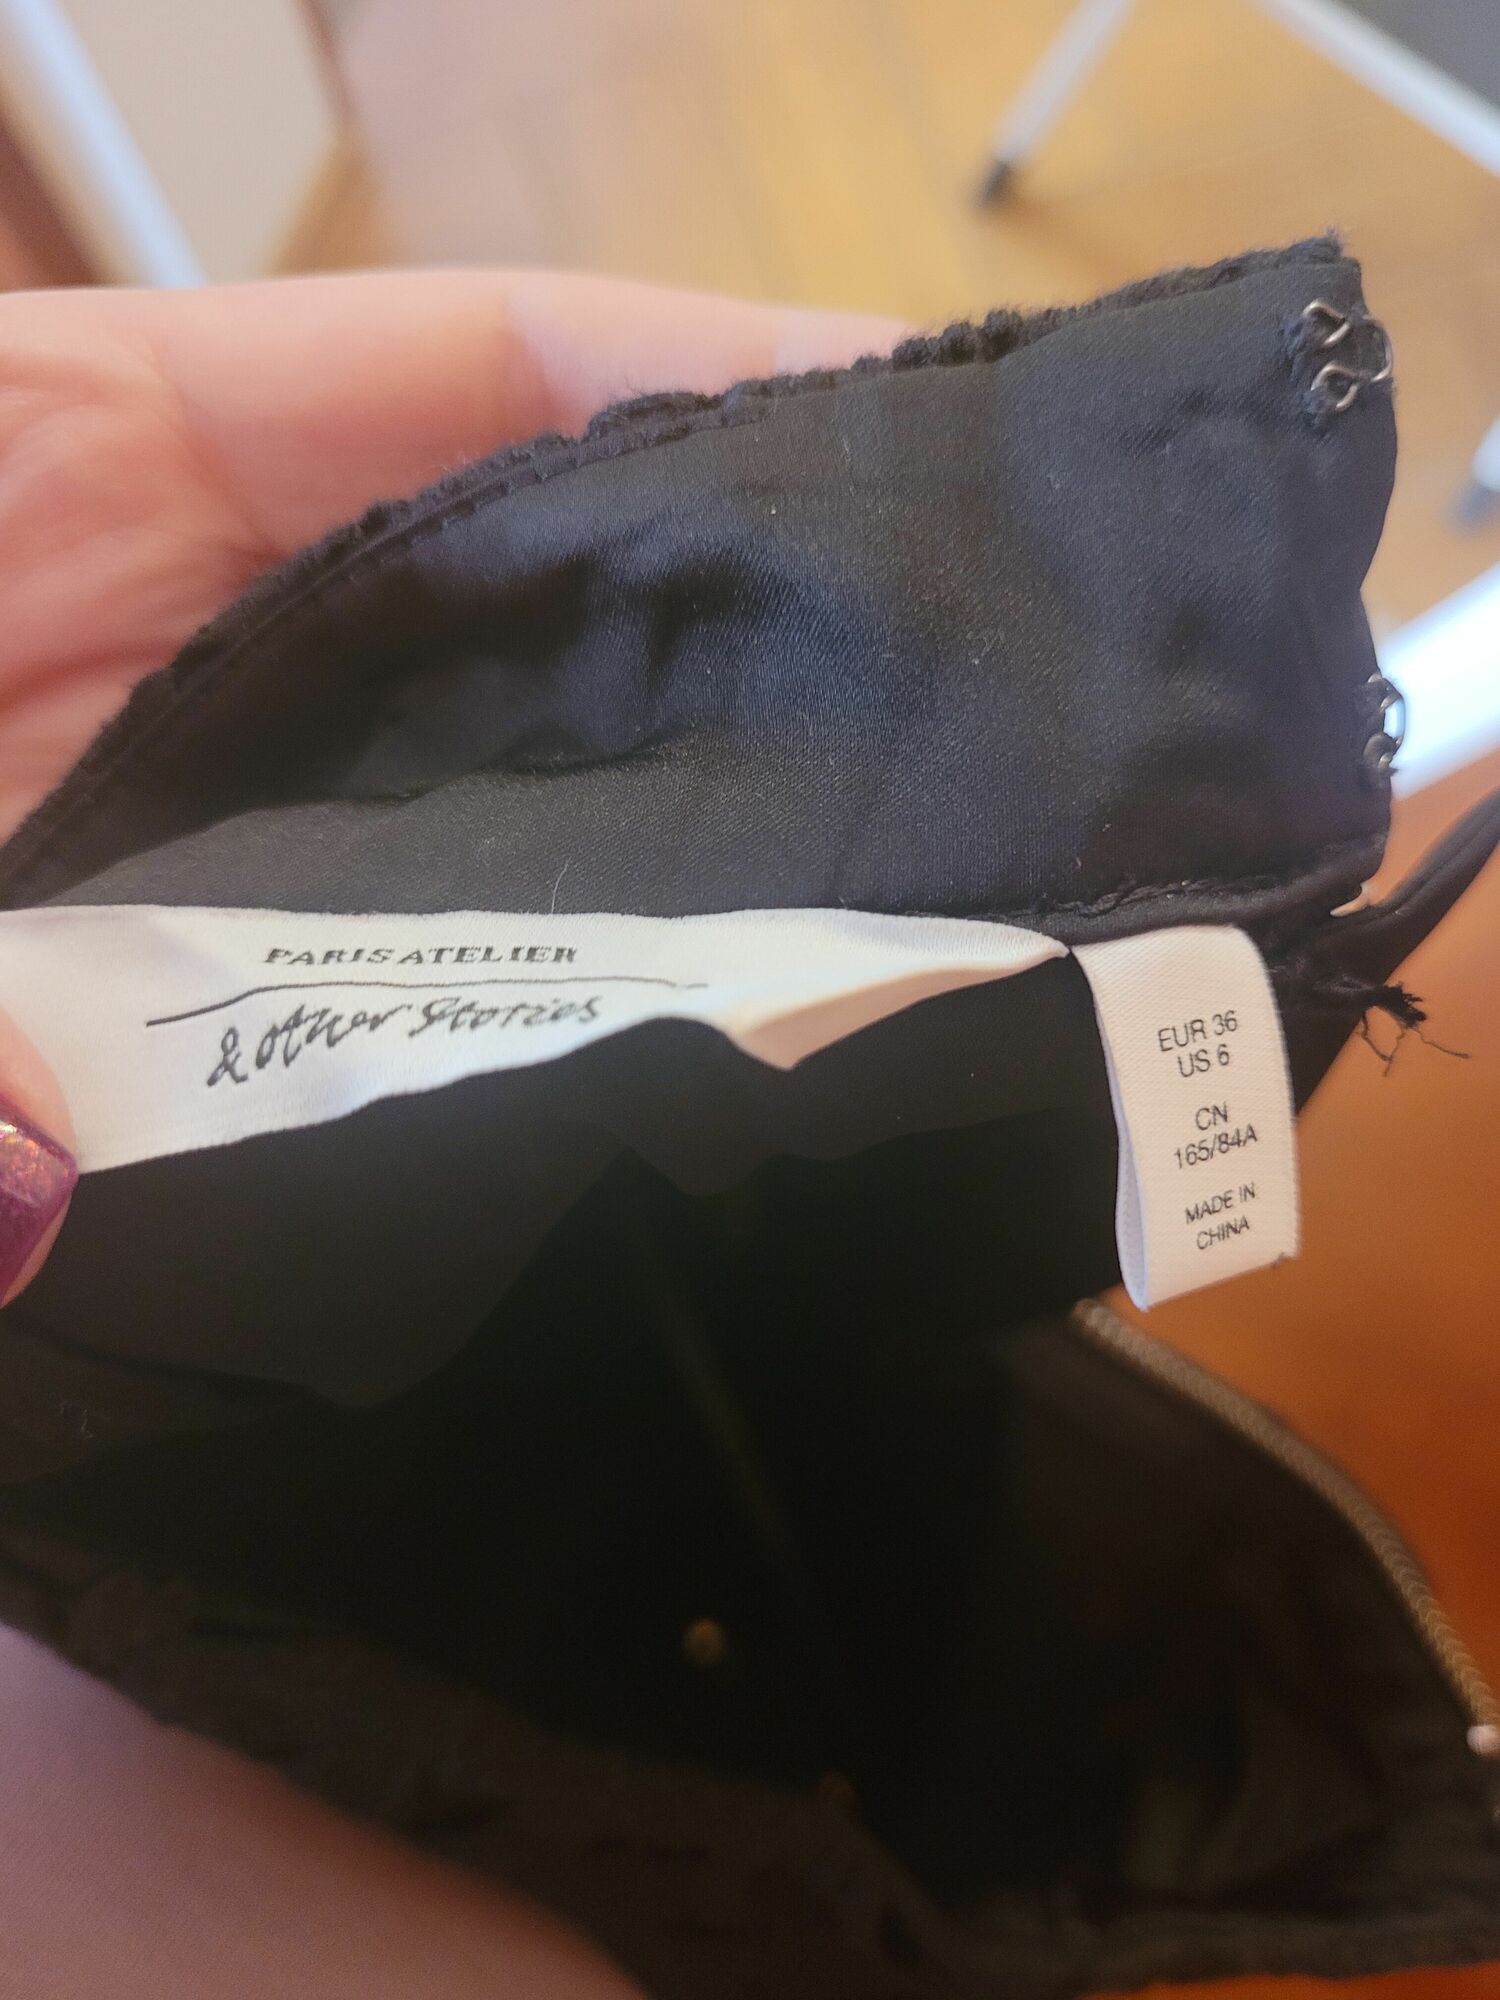 PARIS ATELIER
& other Stories
EUR 36
US 6
CN
165/84A
MADE IN
CHINA